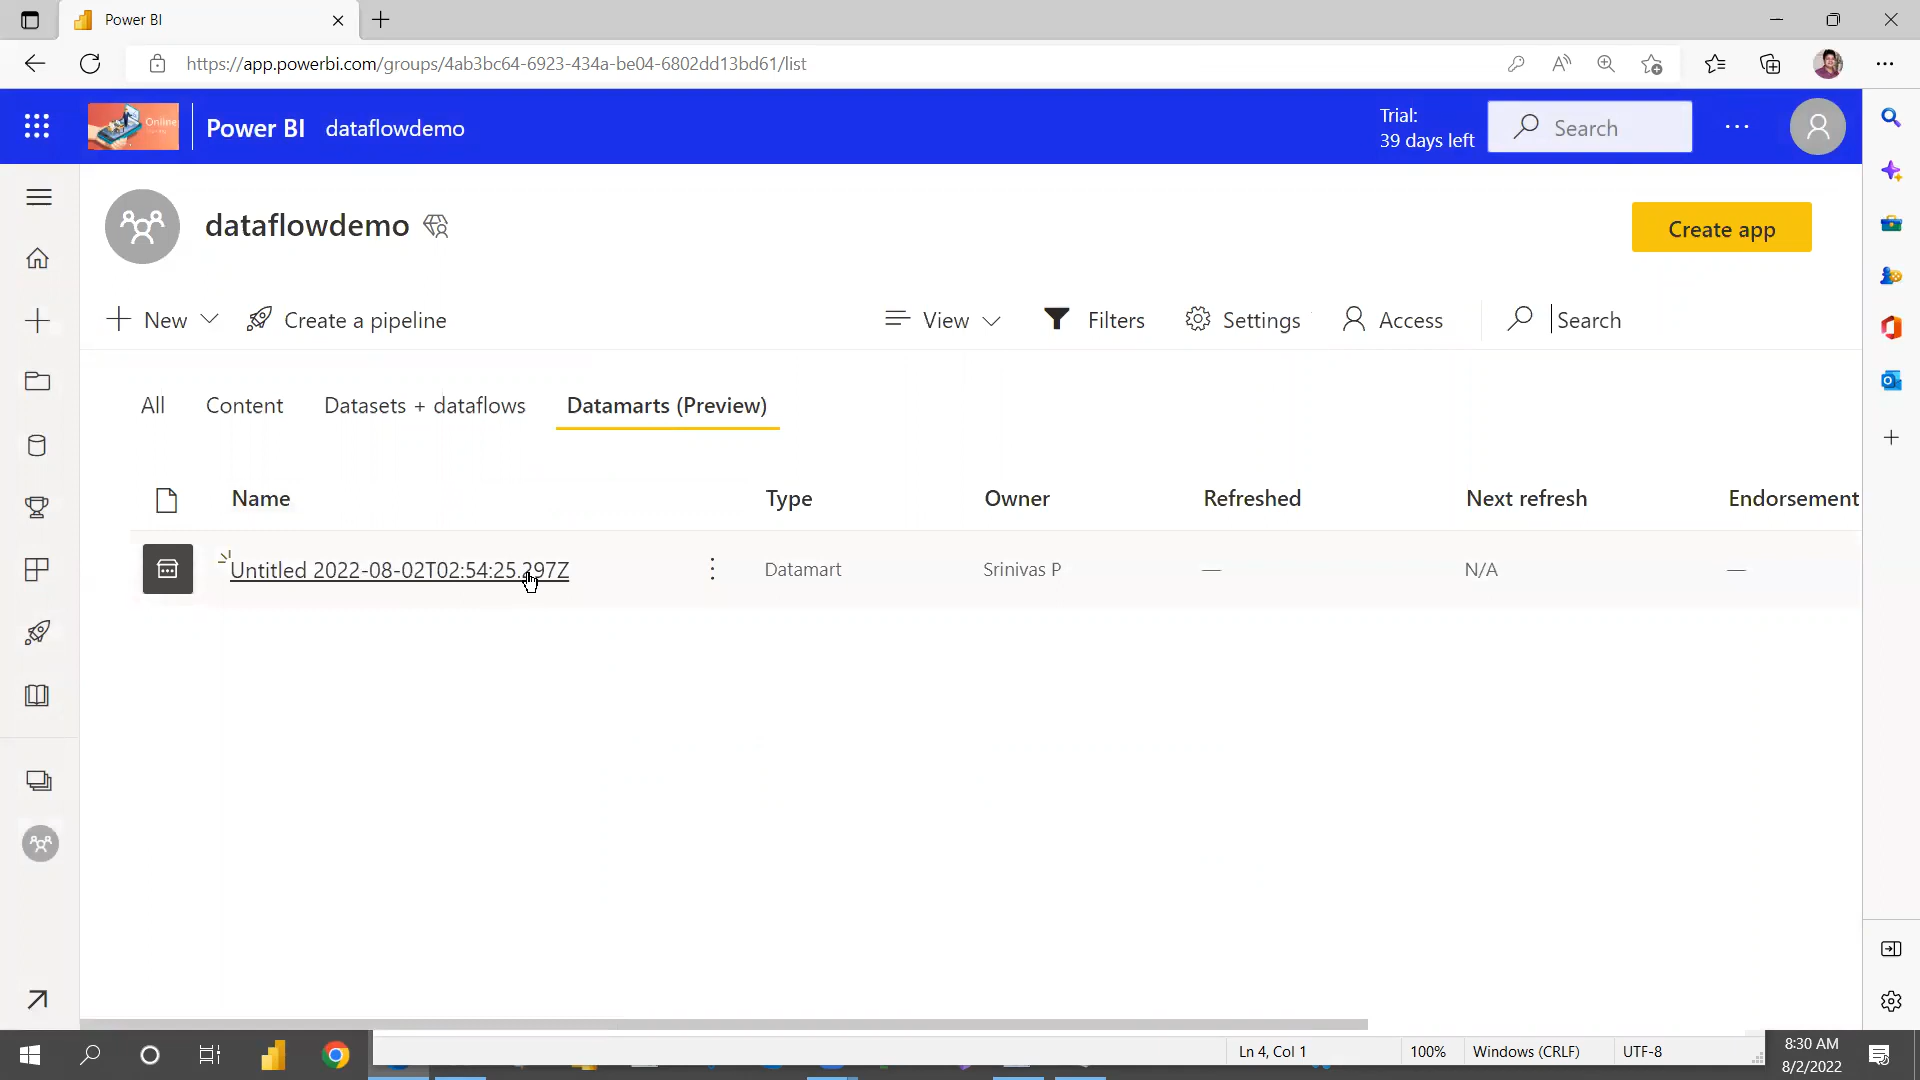 Power BI
https://app.powerbi.com/groups/4ab3bc64-6923-434a-be04-6802dd13bd61/list
Online
Power BI dataflowdemo
Trial:
39 days left
Search
dataflowdemo
Create app
New
Create a pipeline
View
Filters
Settings
Access
Search
All
Content
Datasets + dataflows
Datamarts (Preview)
Name Type Owner Refreshed Next refresh Endorsement
Untitled 2022-08-02T02:54:25.297Z Datamart Srinivas P — N/A —
Ln 4, Col 1
100%
Windows (CRLF)
UTF-8
8:30 AM
8/2/2022